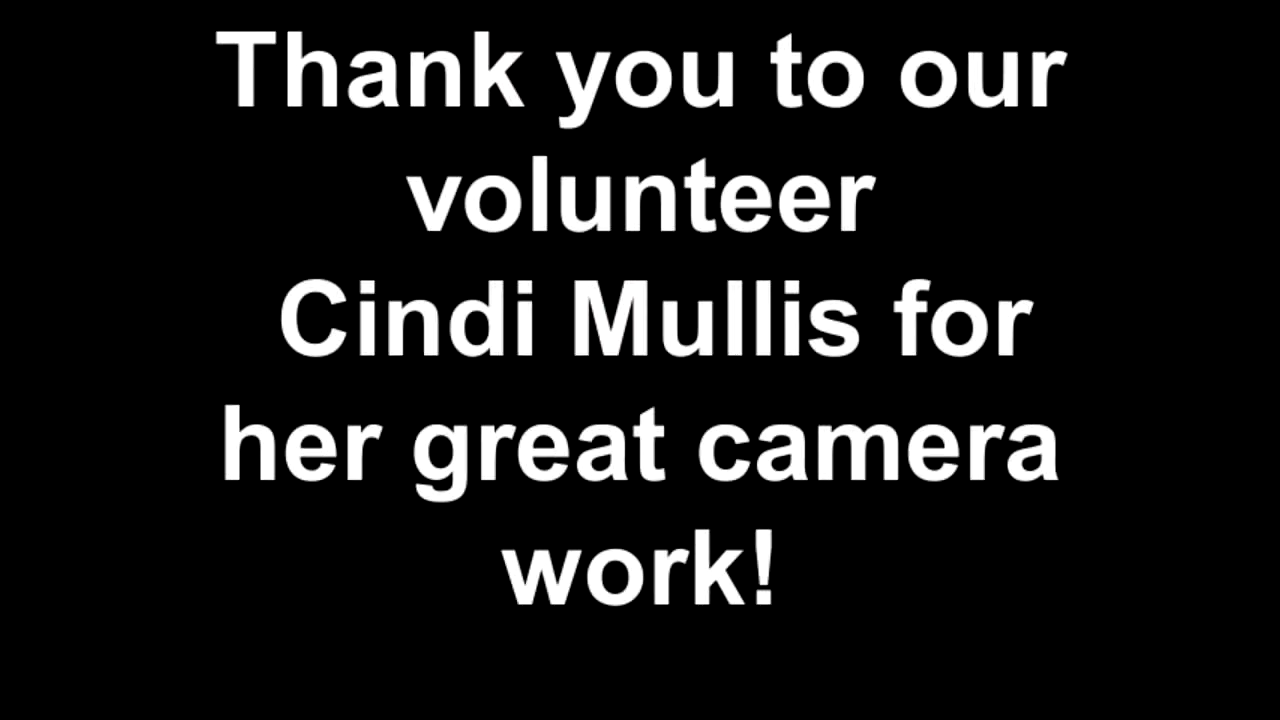 Thank you to our
volunteer
Cindi Mullis for
her great camera
work!